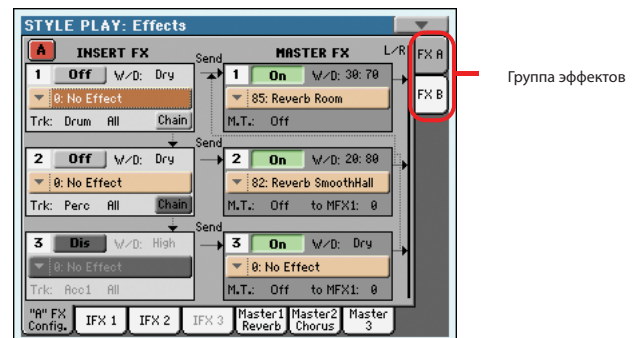 STYLE PLAY: Effects
A INSERT FX Send MASTER FX L/R FX A
1 Off W/D: Dry 1 On W/D: 30:70
0: No Effect 85: Reverb Room FX B
Trk: Drum All Chain M.T.: Off
Группа эффектов
Send
2 Off W/D: Dry 2 On W/D: 20:80
0: No Effect 82: Reverb SmoothHall
Trk: Perc All Chain M.T.: Off to MFX1: 0
Send
3 Dis W/D: High 3 On W/D: Dry
0: No Effect 0: No Effect
Trk: Acc1 All M.T.: Off to MFX1: 0
"A" FX Config. IFX 1 IFX 2 IFX 3 Master1 Reverb Master2 Chorus Master 3